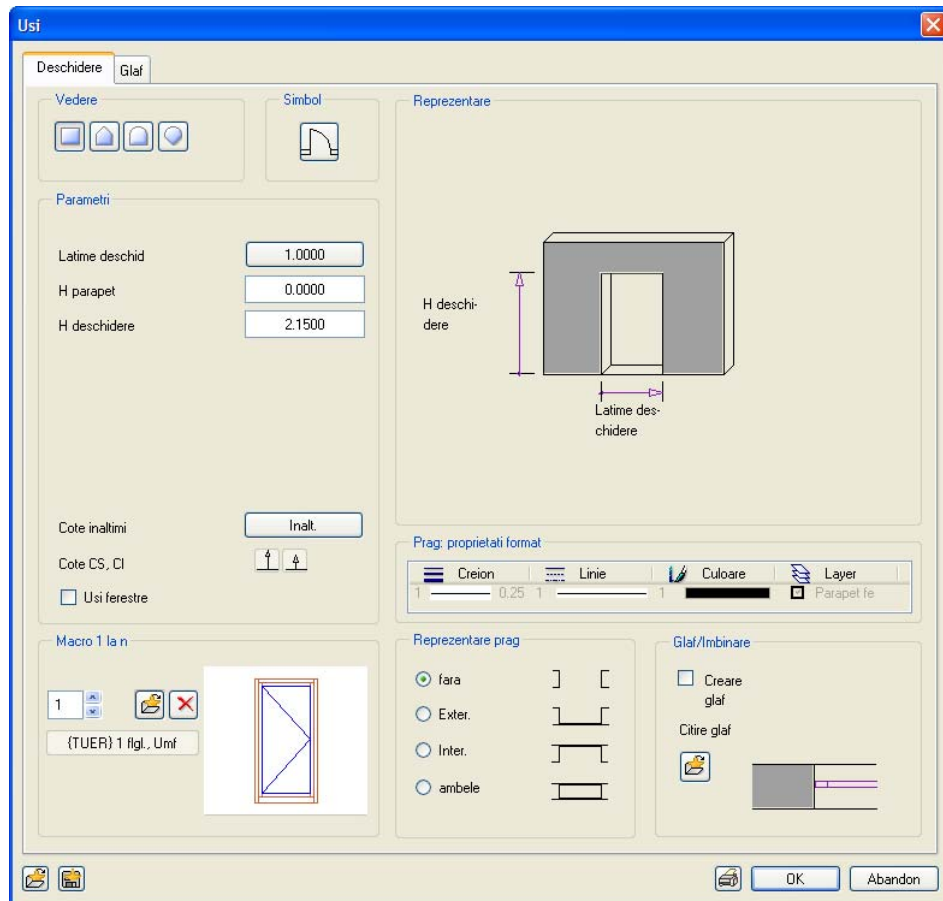 Usi
Deschidere Glaf
Vedere
Simbol
Reprezentare
Parametri
Latime deschid 1.0000
H parapet 0.0000
H deschidere 2.1500
H deschi-
dere
Latime des-
chidere
Cote inaltimi Inalt.
Cote CS, CI
Usi ferestre
Prag: proprietati format
Creion Linie Culoare Layer
1 0.25 1 1 Parapet fe
Macro 1 la n
1
{TUER} 1 flgl., Umf
Reprezentare prag
fara
Exter.
Inter.
ambele
Glaf/Imbinare
Creare
glaf
Citire glaf
OK Abandon